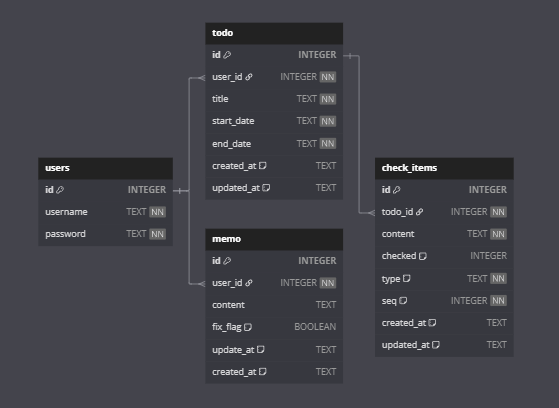 todo
id INTEGER
user_id INTEGER NN
title TEXT NN
start_date TEXT NN
end_date TEXT NN
created_at TEXT
updated_at TEXT
users
id INTEGER
username TEXT NN
password TEXT NN
memo
id INTEGER
user_id INTEGER NN
content TEXT
fix_flag BOOLEAN
update_at TEXT
created_at TEXT
check_items
id INTEGER
todo_id INTEGER NN
content TEXT NN
checked INTEGER
type TEXT NN
seq INTEGER NN
created_at TEXT
updated_at TEXT